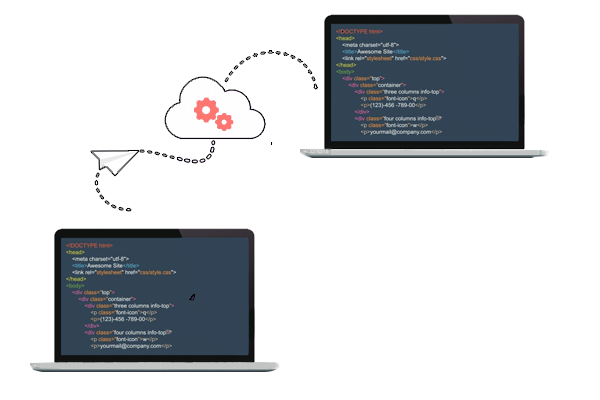 <!DOCTYPE html>
<head>
<meta charset="utf-8">
<title>Awesome Site</title>
<link rel="stylesheet" href="css/style.css">
</head>
<body>
<div class="top">
<div class="container">
<div class="three columns info-top">
<p class="font-icon">q</p>
<p>(123)-456 -789-00</p>
</div>
<div class="four columns info-top">
<p class="font-icon">w</p>
<p>yourmail@company.com</p>
<!DOCTYPE html>
<head>
<meta charset="utf-8">
<title>Awesome Site</title>
<link rel="stylesheet" href="css/style.css">
</head>
<body>
<div class="top">
<div class="container">
<div class="three columns info-top">
<p class="font-icon">q</p>
<p>(123)-456 -789-00</p>
</div>
<div class="four columns info-top">
<p class="font-icon">w</p>
<p>yourmail@company.com</p>